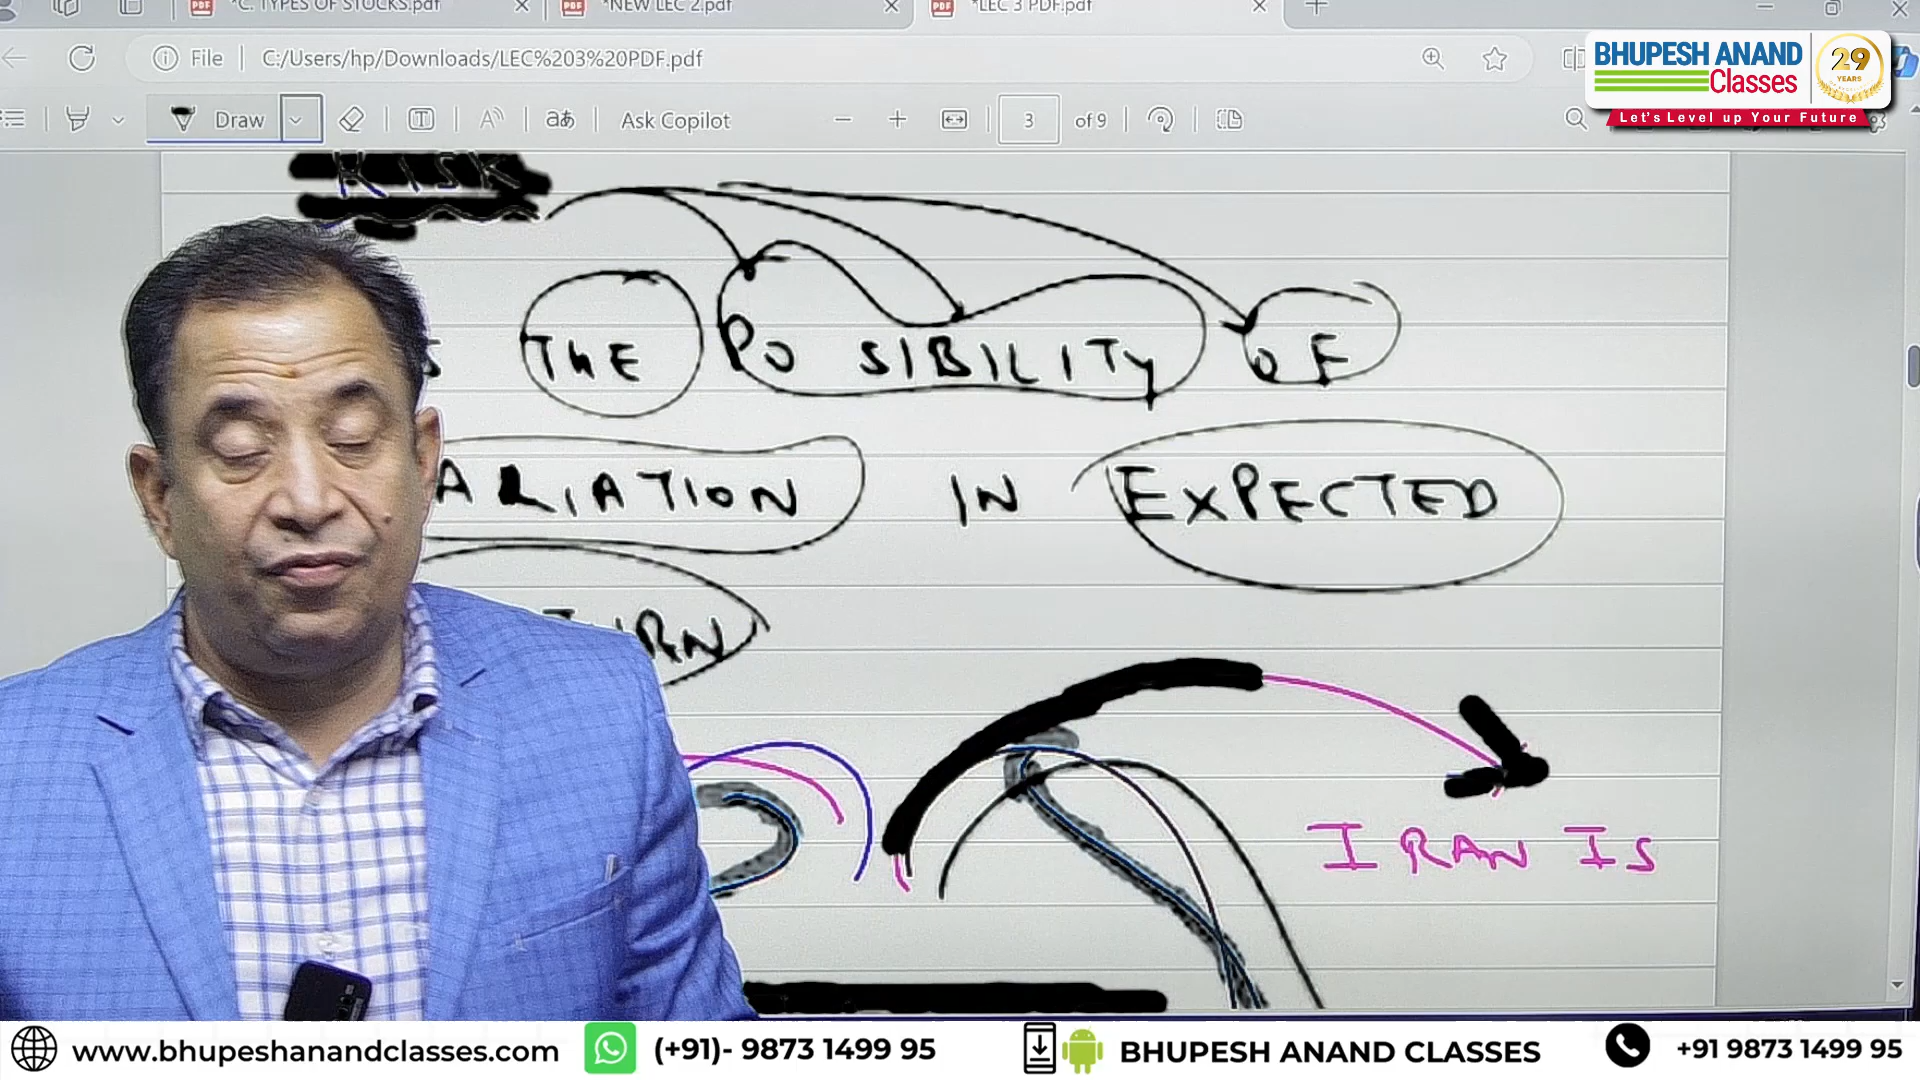 *C. TYPES OF STOCKS.pdf
*NEW LEC 2.pdf
*LEC 3 PDF.pdf
File
C:/Users/hp/Downloads/LEC%203%20PDF.pdf
BHUPESH ANAND
Classes
29
YEARS
Let's Level up Your Future
Draw
Ask Copilot
3
of 9
RISK
THE POSIBILITY OF
ARIATION IN EXPECTED
URN
IRAN IS
www.bhupeshanandclasses.com
(+91)- 9873 1499 95
BHUPESH ANAND CLASSES
+91 9873 1499 95